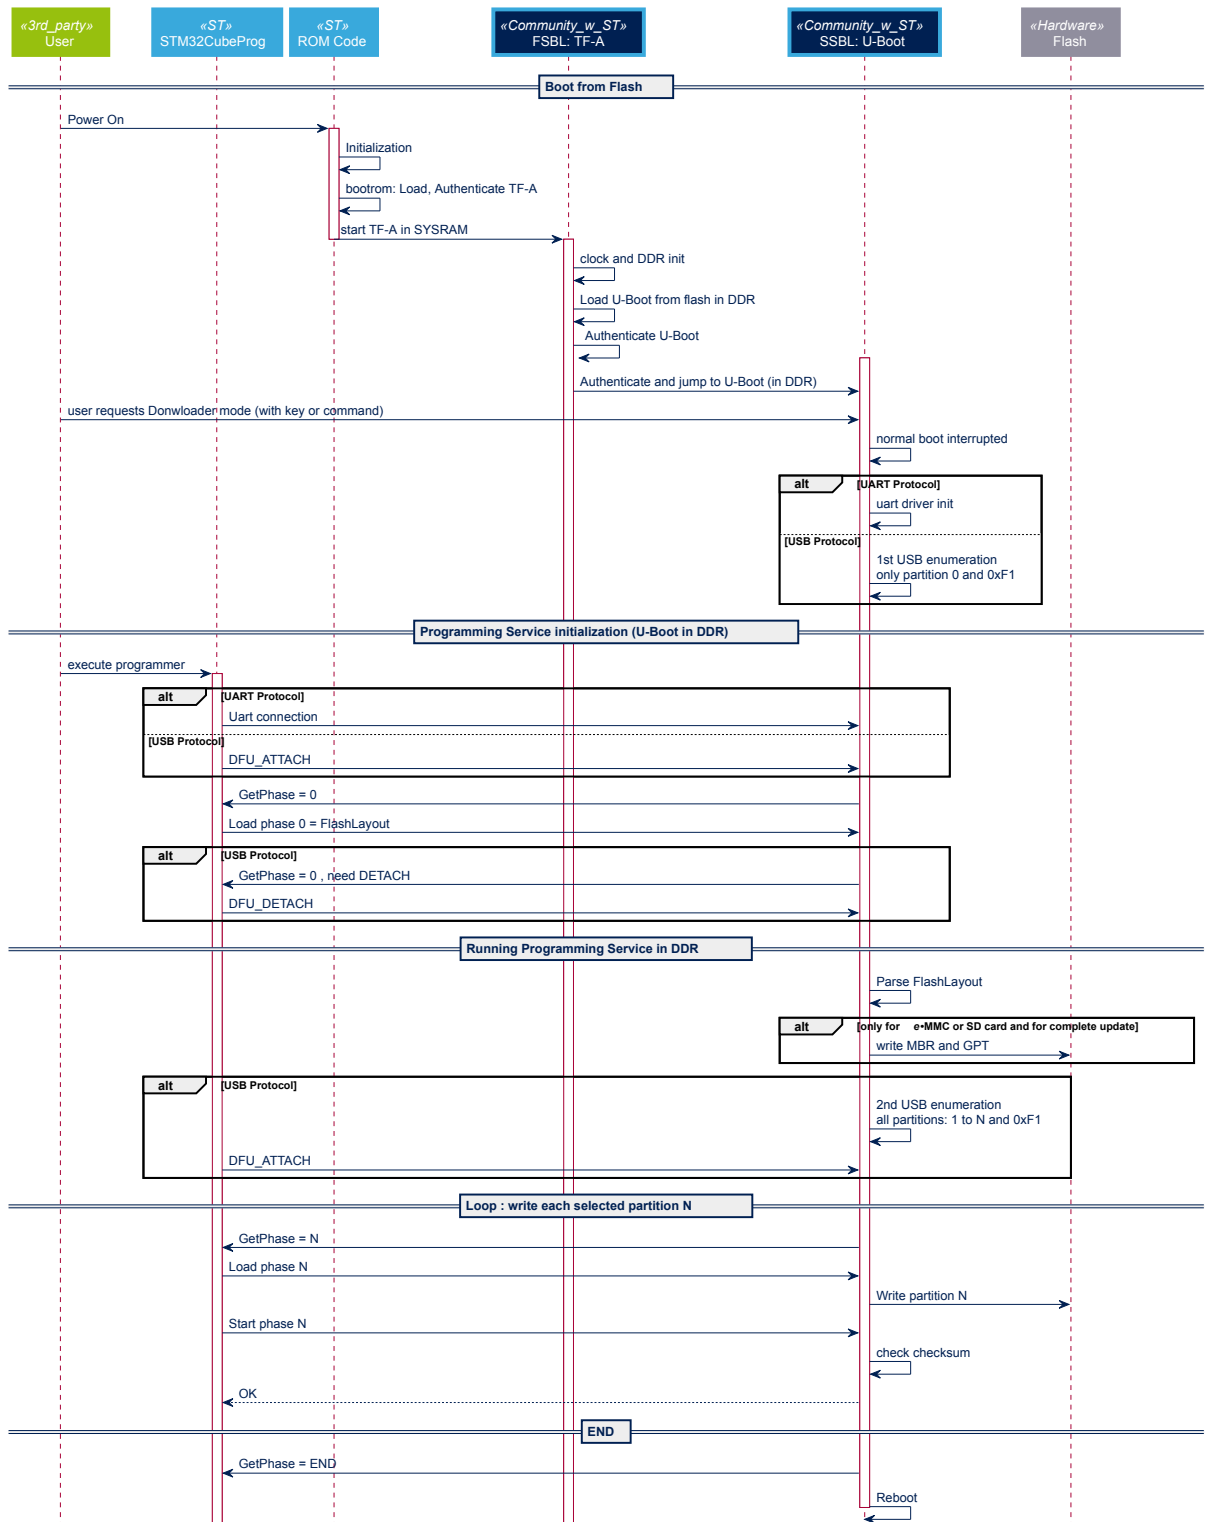 «3rd_party»
User
«ST»
STM32CubeProg
«ST»
ROM Code
«Community_w_ST»
FSBL: TF-A
«Community_w_ST»
SSBL: U-Boot
«Hardware»
Flash
Boot from Flash
Power On
Initialization
bootrom: Load, Authenticate TF-A
start TF-A in SYSRAM
clock and DDR init
Load U-Boot from flash in DDR
Authenticate U-Boot
Authenticate and jump to U-Boot (in DDR)
user requests Donwloader mode (with key or command)
normal boot interrupted
alt [UART Protocol]
uart driver init
[USB Protocol]
1st USB enumeration
only partition 0 and 0xF1
Programming Service initialization (U-Boot in DDR)
execute programmer
alt [UART Protocol]
Uart connection
[USB Protocol]
DFU_ATTACH
GetPhase = 0
Load phase 0 = FlashLayout
alt [USB Protocol]
GetPhase = 0 , need DETACH
DFU_DETACH
Running Programming Service in DDR
Parse FlashLayout
alt [only for e•MMC or SD card and for complete update]
write MBR and GPT
alt [USB Protocol]
2nd USB enumeration
all partitions: 1 to N and 0xF1
DFU_ATTACH
Loop : write each selected partition N
GetPhase = N
Load phase N
Write partition N
Start phase N
check checksum
OK
END
GetPhase = END
Reboot